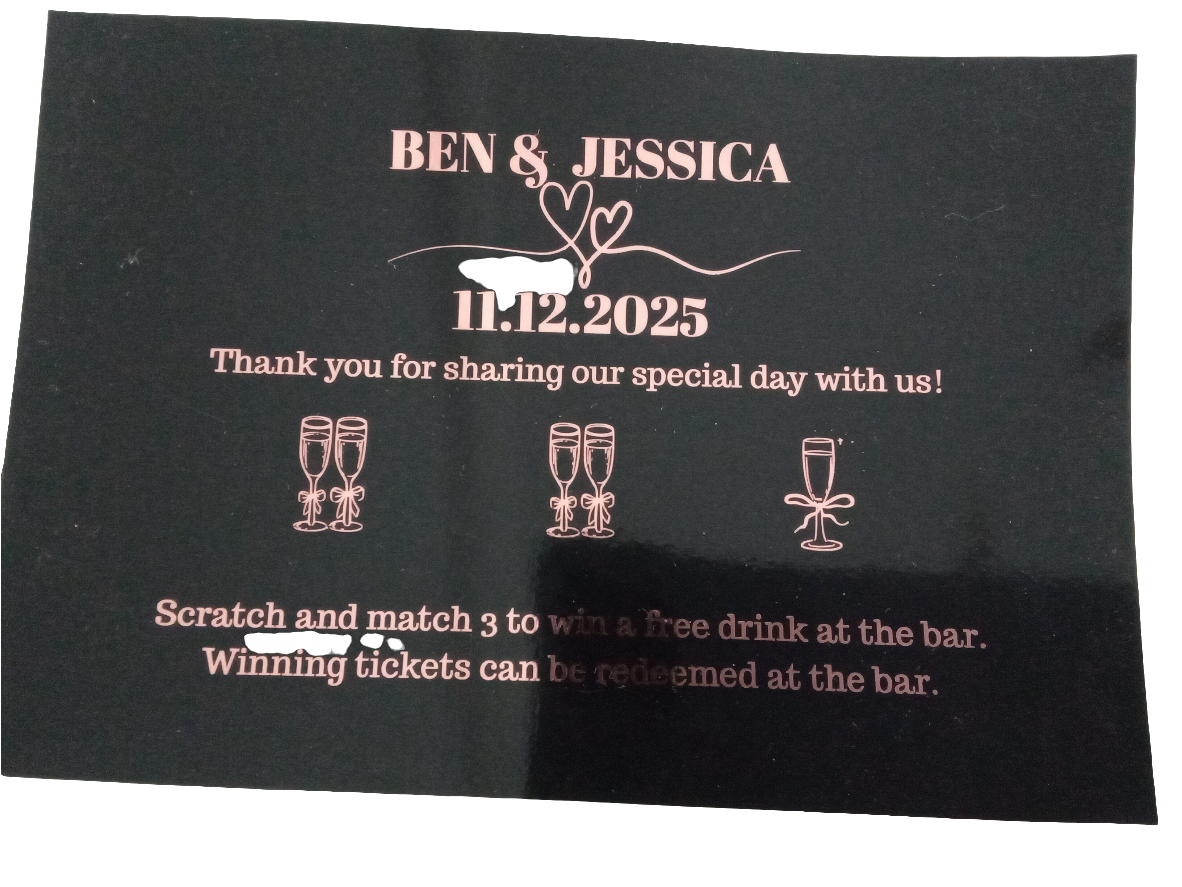 BEN & JESSICA
11.12.2025
Thank you for sharing our special day with us!
Scratch and match 3 to win a free drink at the bar.
Winning tickets can be redeemed at the bar.